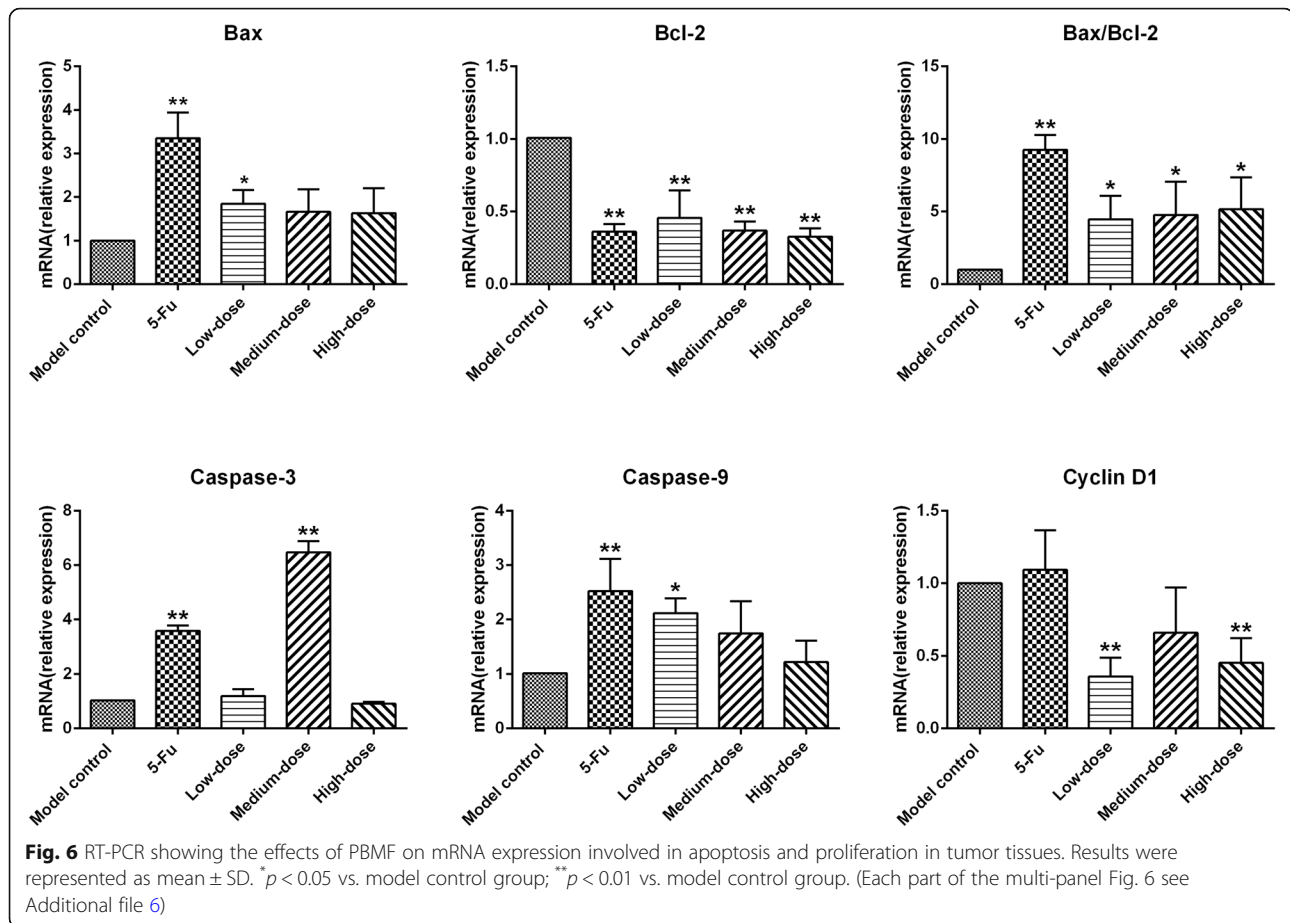 Bax
mRNA(relative expression)
5
4
3
2
1
0
**
*
Model control
5-Fu
Low-dose
Medium-dose
High-dose
Bcl-2
mRNA(relative expression)
1.5
1.0
0.5
0.0
**
**
**
**
Model control
5-Fu
Low-dose
Medium-dose
High-dose
Bax/Bcl-2
mRNA(relative expression)
15
10
5
0
**
*
*
*
Model control
5-Fu
Low-dose
Medium-dose
High-dose
Caspase-3
mRNA(relative expression)
8
6
4
2
0
**
**
Model control
5-Fu
Low-dose
Medium-dose
High-dose
Caspase-9
mRNA(relative expression)
4
3
2
1
0
**
*
Model control
5-Fu
Low-dose
Medium-dose
High-dose
Cyclin D1
mRNA(relative expression)
1.5
1.0
0.5
0.0
**
**
Model control
5-Fu
Low-dose
Medium-dose
High-dose
Fig. 6 RT-PCR showing the effects of PBMF on mRNA expression involved in apoptosis and proliferation in tumor tissues. Results were
represented as mean ± SD. *p < 0.05 vs. model control group; **p < 0.01 vs. model control group. (Each part of the multi-panel Fig. 6 see
Additional file 6)